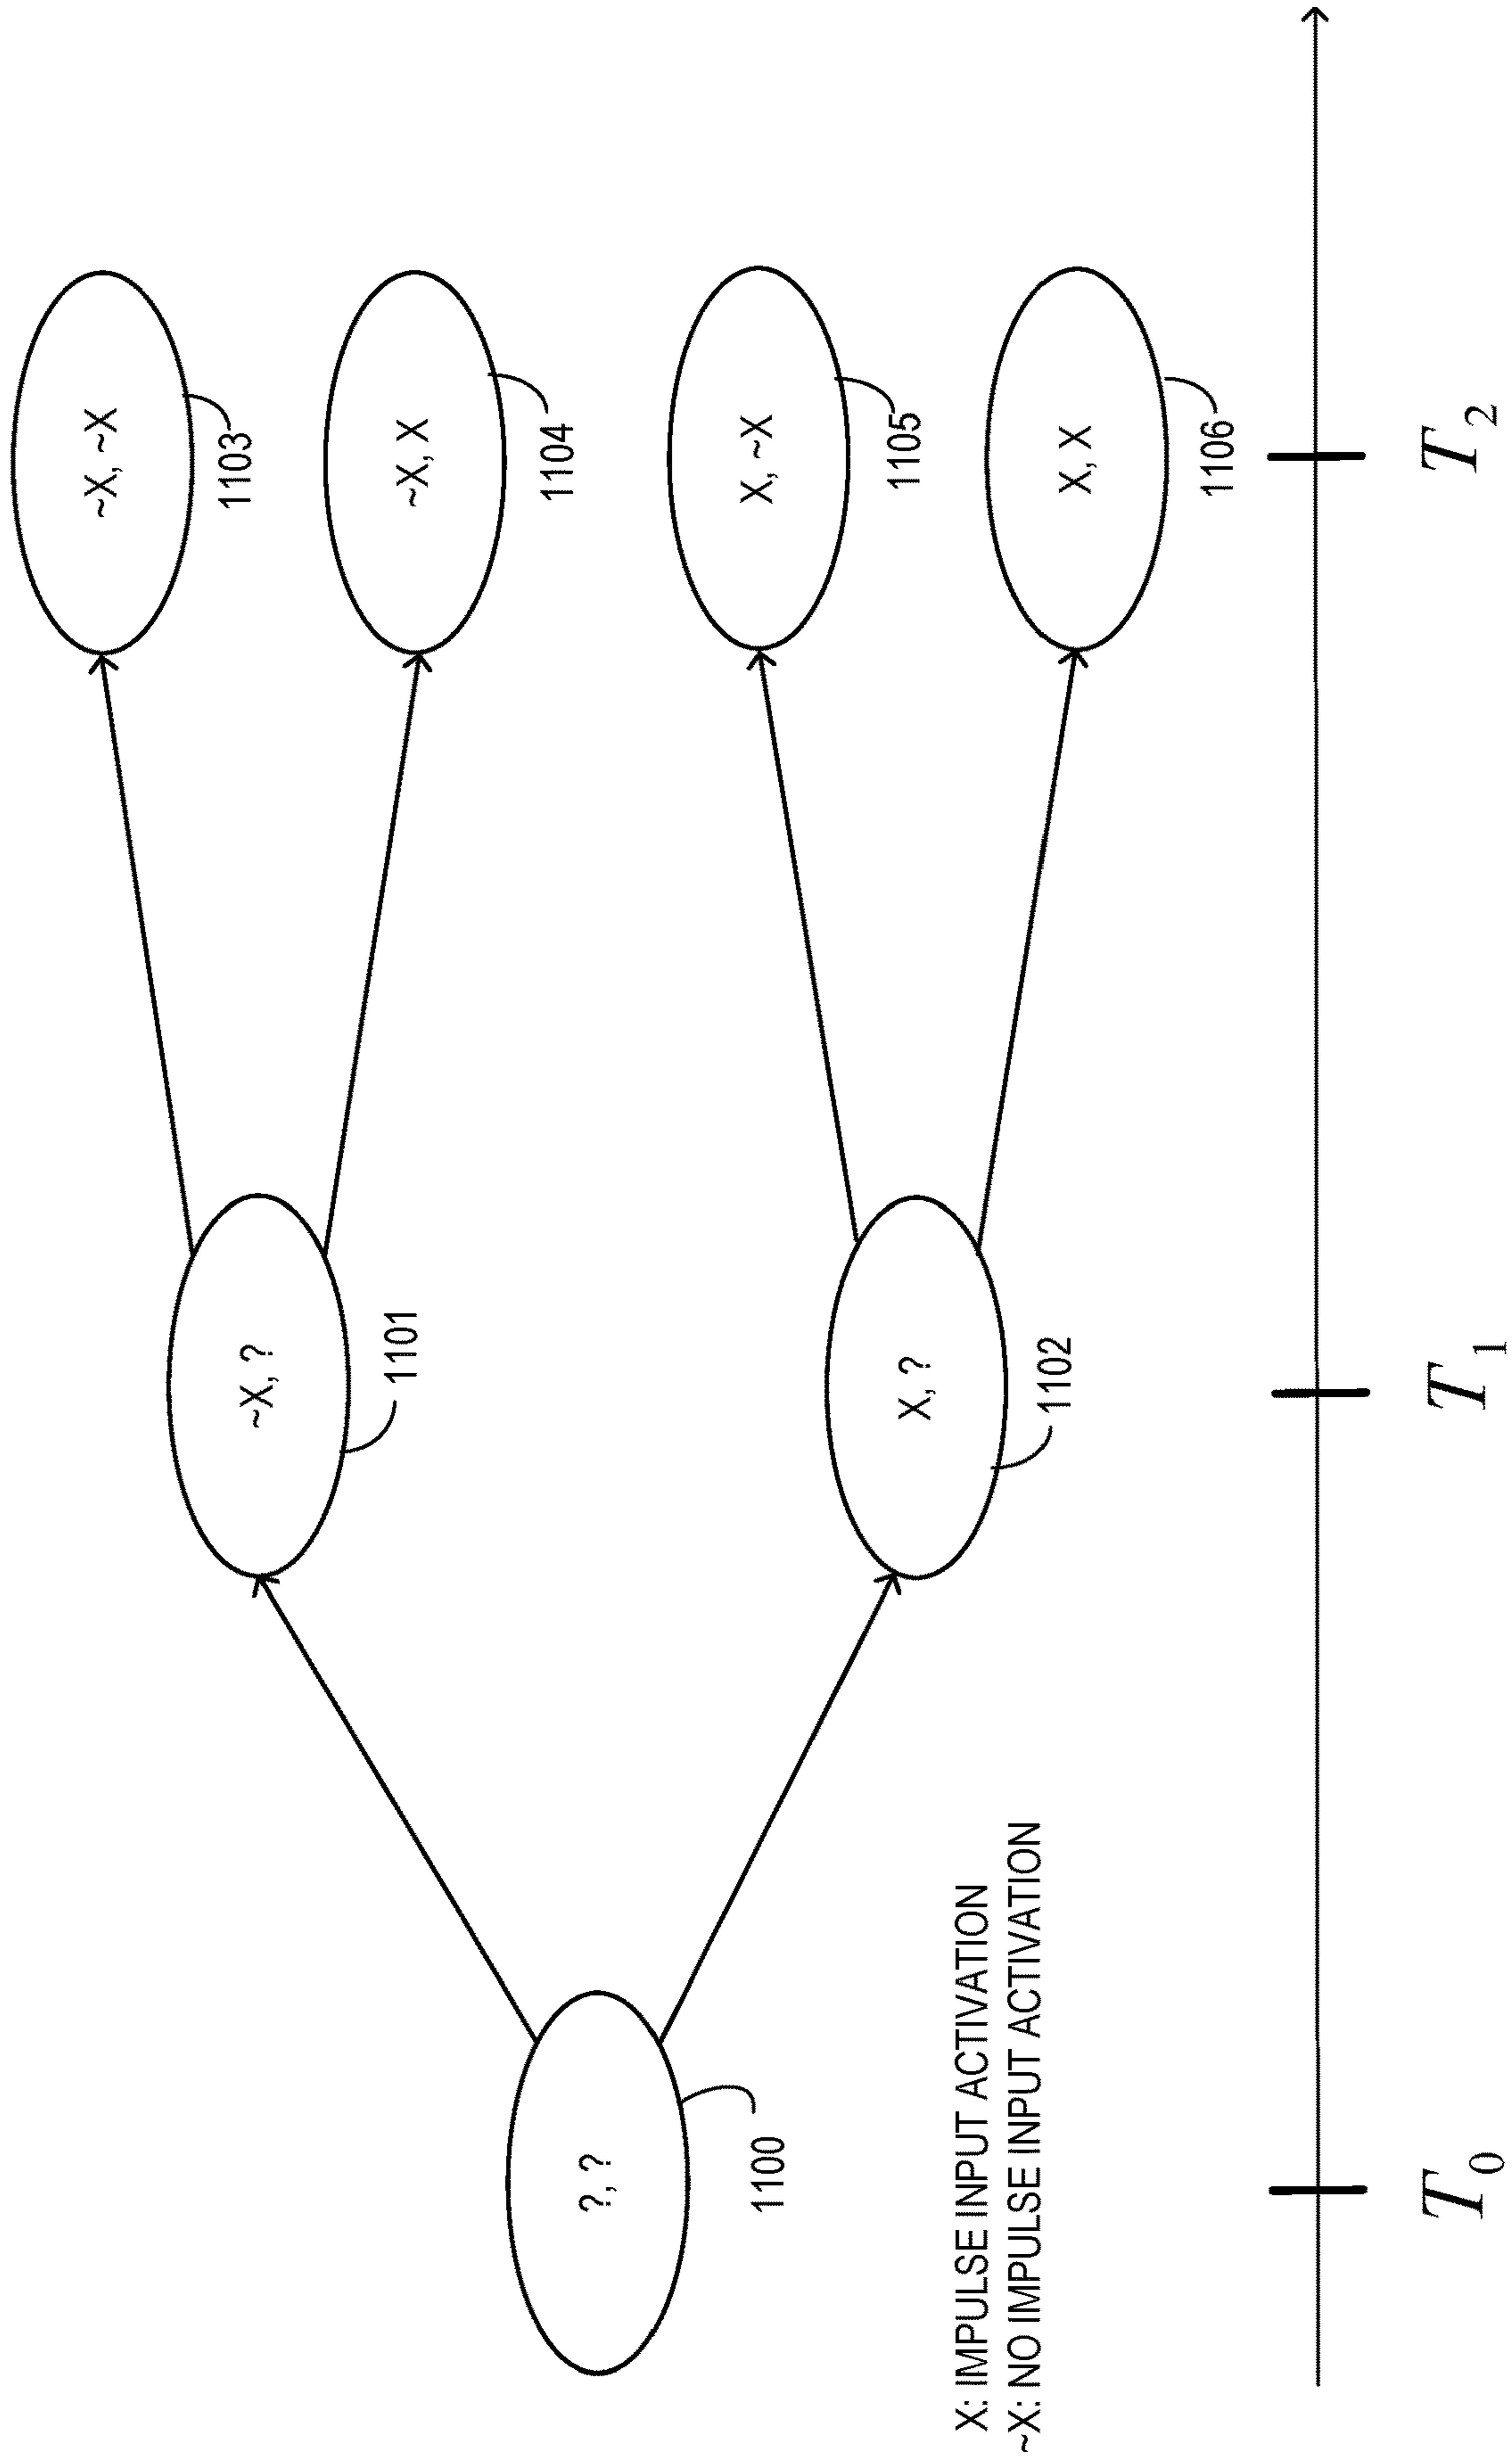 ~X, ~X
1103
~X, ?
1101
~X, X
1104
?, ?
1100
X, ~X
1105
X, ?
1102
X, X
1106
X: IMPULSE INPUT ACTIVATION
~X: NO IMPULSE INPUT ACTIVATION
T0
T1
T2